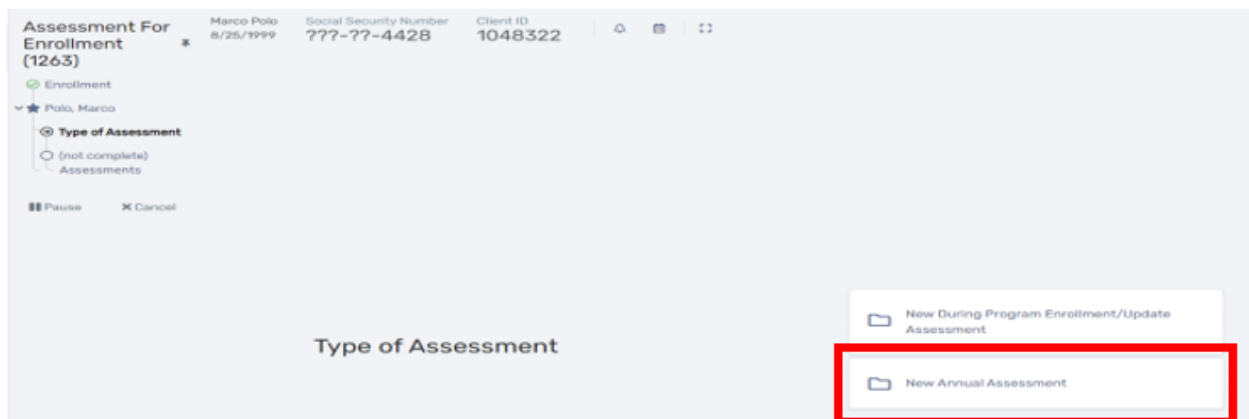 Assessment For
Enrollment
(1263)
Marco Polo
8/25/1999
Social Security Number
???-??-4428
Client ID
1048322
Enrollment
Polo, Marco
Type of Assessment
(not complete)
Assessments
Pause
Cancel
Type of Assessment
New During Program Enrollment/Update
Assessment
New Annual Assessment